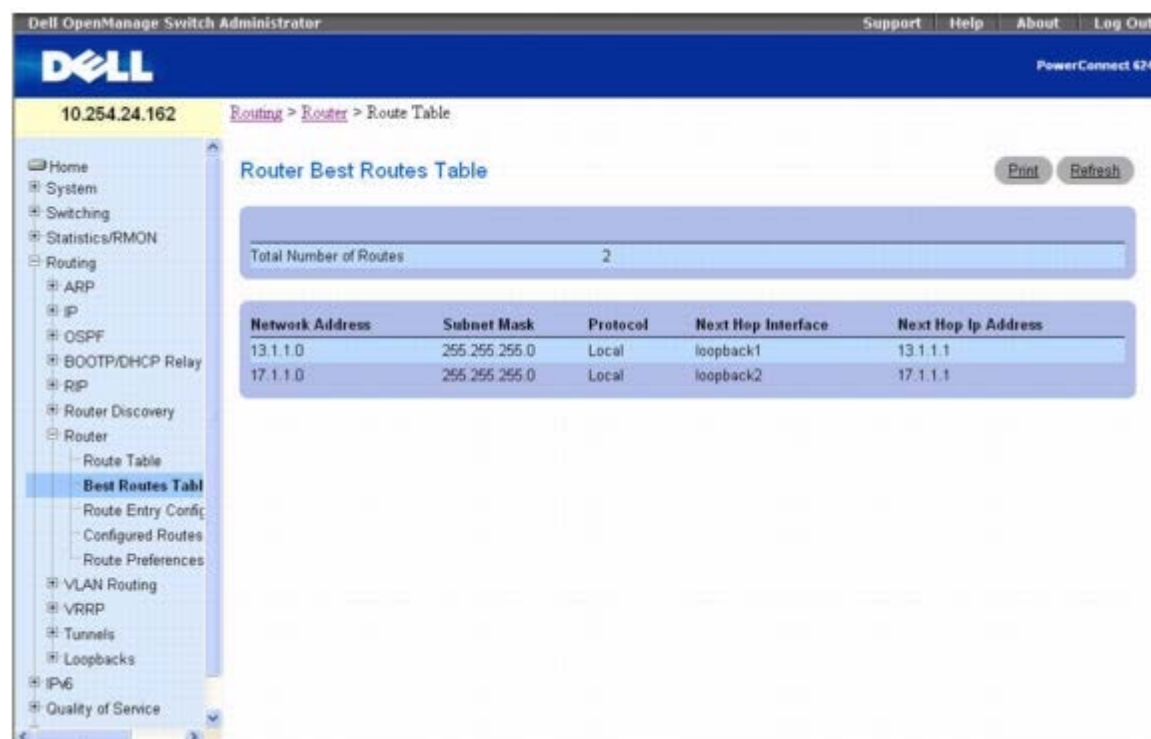 Dell OpenManage Switch Administrator
Support Help About Log Out
DELL
PowerConnect 624
10.254.24.162
Routing > Router > Route Table
Home
System
Switching
Statistics/RMON
Routing
ARP
IP
OSPF
BOOTP/DHCP Relay
RIP
Router Discovery
Router
Route Table
Best Routes Tabl
Route Entry Config
Configured Routes
Route Preferences
VLAN Routing
VRRP
Tunnels
Loopbacks
IPv6
Quality of Service
Router Best Routes Table
Print Refresh
Total Number of Routes 2
Network Address Subnet Mask Protocol Next Hop Interface Next Hop Ip Address
13.1.1.0 255.255.255.0 Local loopback1 13.1.1.1
17.1.1.0 255.255.255.0 Local loopback2 17.1.1.1